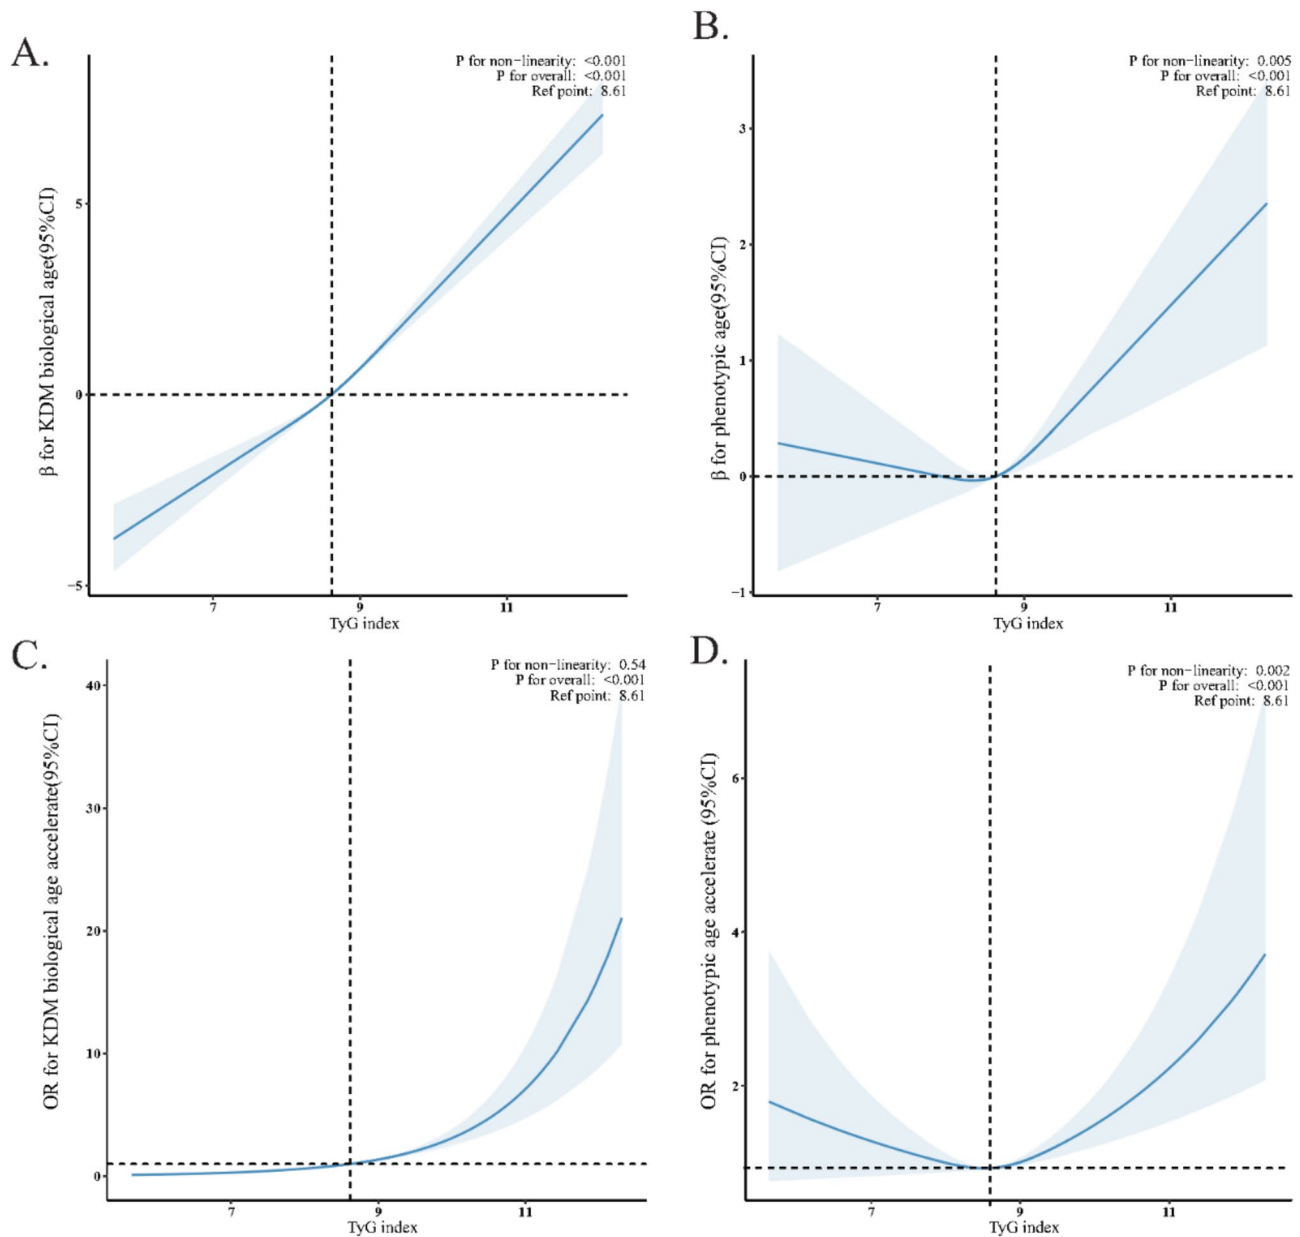 A.
P for non−linearity: <0.001
P for overall: <0.001
Ref point: 8.61
β for KDM biological age(95%CI)
5
0
−5
7 9 11
TyG index
B.
P for non−linearity: 0.005
P for overall: <0.001
Ref point: 8.61
β for phenotypic age(95%CI)
3
2
1
0
−1
7 9 11
TyG index
C.
P for non−linearity: 0.54
P for overall: <0.001
Ref point: 8.61
OR for KDM biological age accelerate(95%CI)
40
30
20
10
0
7 9 11
TyG index
D.
P for non−linearity: 0.002
P for overall: <0.001
Ref point: 8.61
OR for phenotypic age accelerate (95%CI)
6
4
2
7 9 11
TyG index